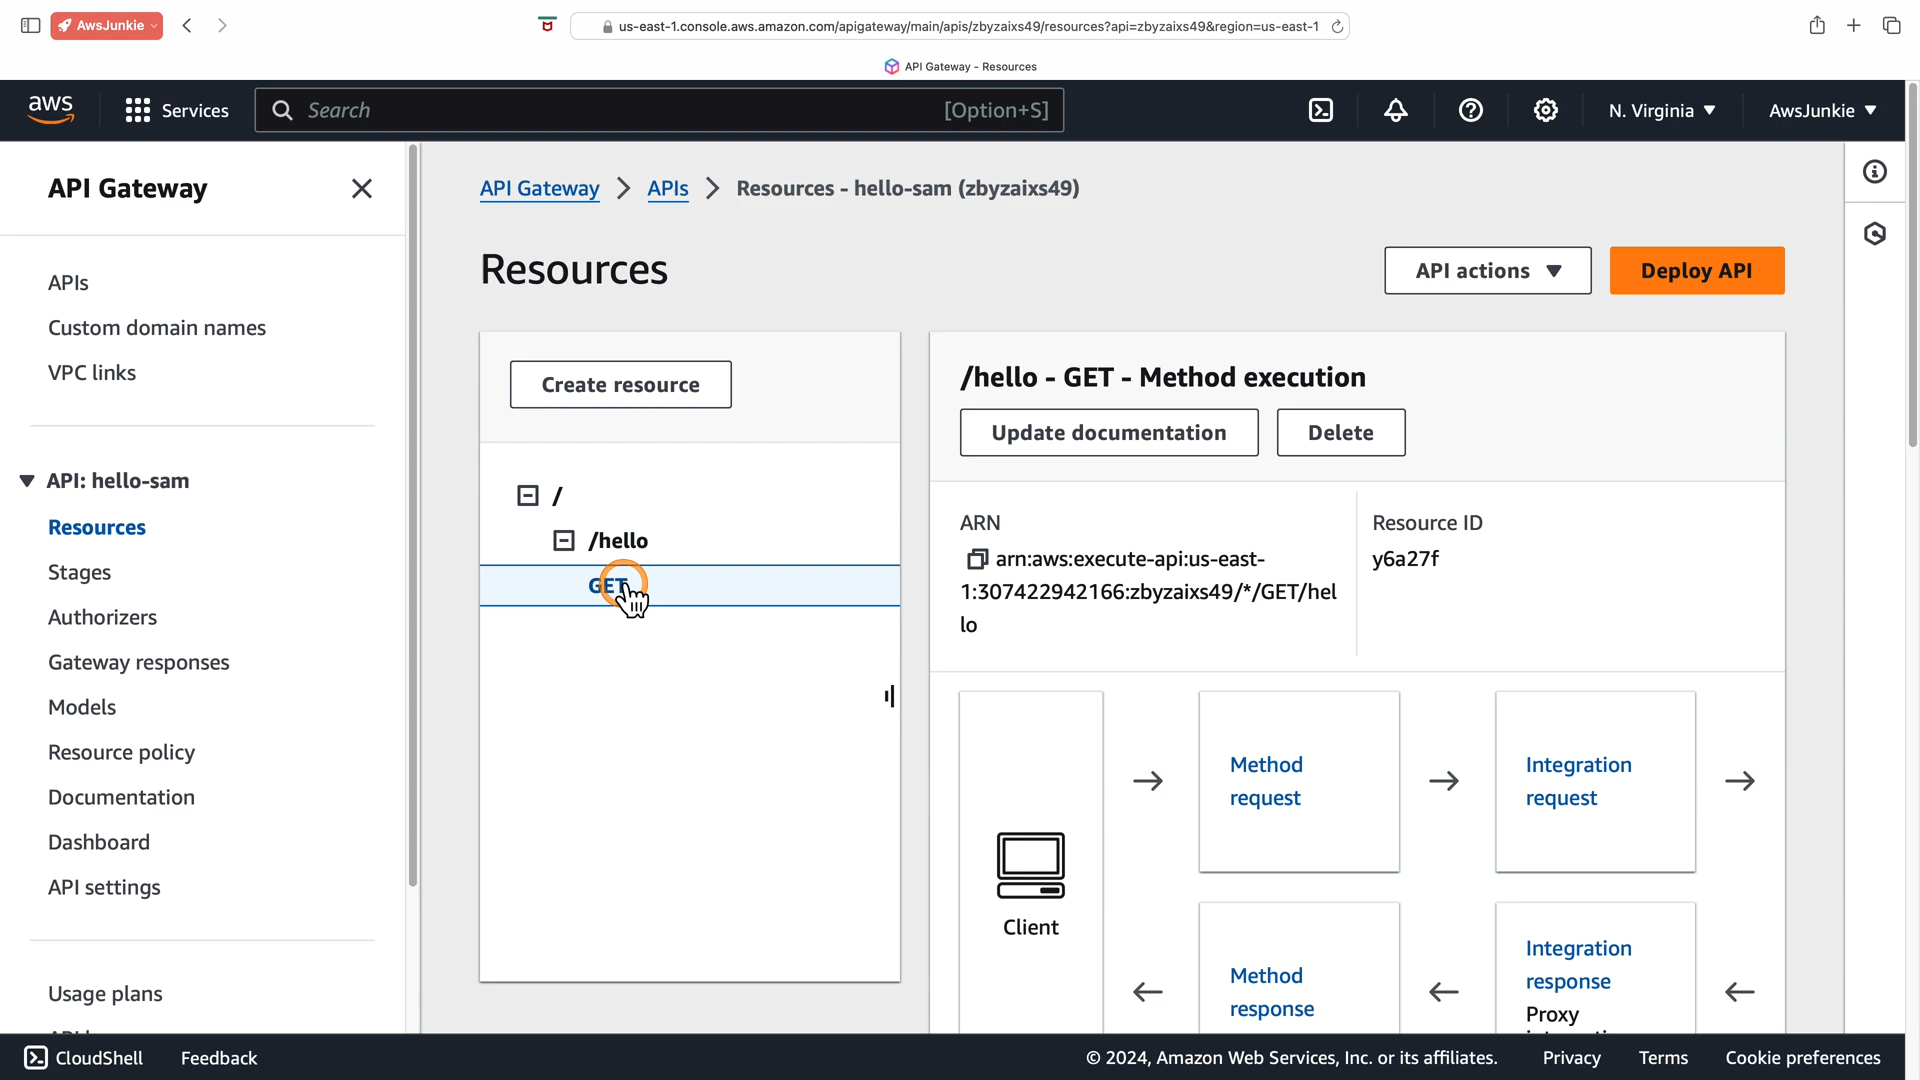 AwsJunkie
us-east-1.console.aws.amazon.com/apigateway/main/apis/zbyzaixs49/resources?api=zbyzaixs49&region=us-east-1
API Gateway - Resources
aws
Services
Search
[Option+S]
N. Virginia
AwsJunkie
API Gateway
APIs
Custom domain names
VPC links
API: hello-sam
Resources
Stages
Authorizers
Gateway responses
Models
Resource policy
Documentation
Dashboard
API settings
Usage plans
API Gateway
APIs
Resources - hello-sam (zbyzaixs49)
Resources
API actions
Deploy API
Create resource
/
/hello
GET
/hello - GET - Method execution
Update documentation
Delete
ARN
arn:aws:execute-api:us-east-
1:307422942166:zbyzaixs49/*/GET/hel
lo
Resource ID
y6a27f
Client
Method
request
Integration
request
Method
response
Integration
response
Proxy
CloudShell
Feedback
© 2024, Amazon Web Services, Inc. or its affiliates.
Privacy
Terms
Cookie preferences